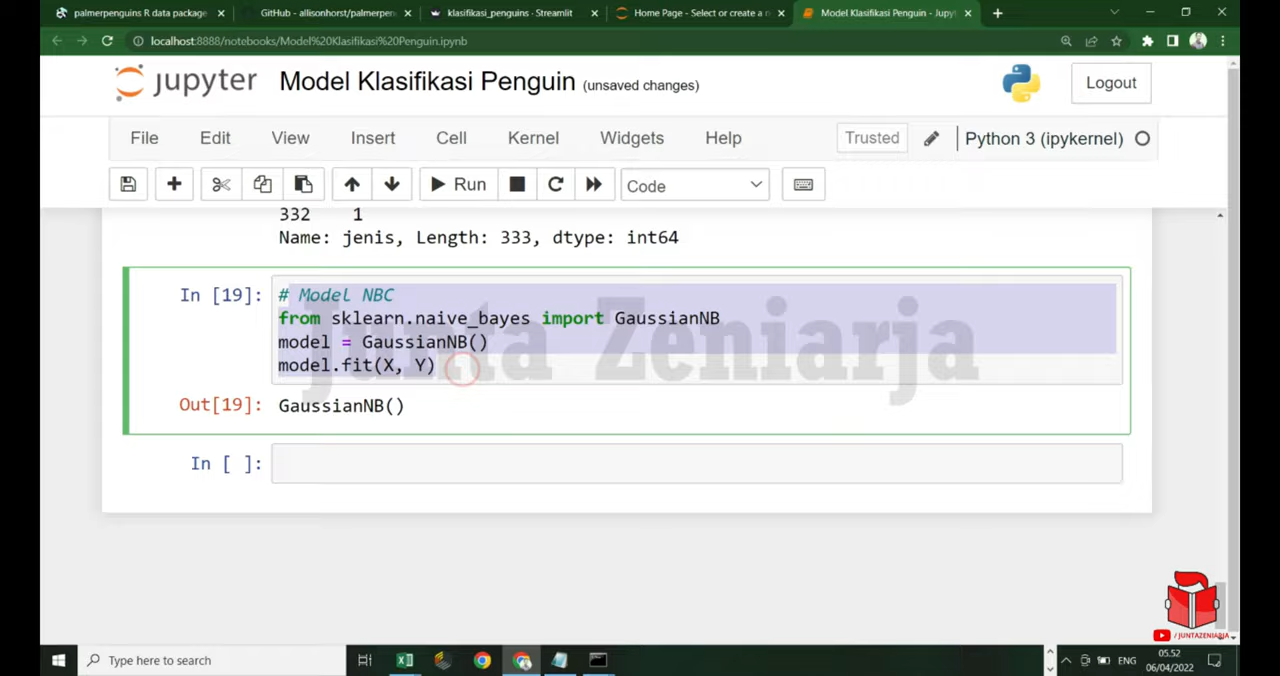 palmerpenguins R data package
GitHub - allisonhorst/palmerpen
klasifikasi_penguins · Streamlit
Home Page - Select or create a n
Model Klasifikasi Penguin - Jupyt
localhost:8888/notebooks/Model%20Klasifikasi%20Penguin.ipynb
jupyter Model Klasifikasi Penguin (unsaved changes)
Logout
File Edit View Insert Cell Kernel Widgets Help
Trusted
Python 3 (ipykernel)
Run
Code
332 1
Name: jenis, Length: 333, dtype: int64
In [19]: # Model NBC
from sklearn.naive_bayes import GaussianNB
model = GaussianNB()
model.fit(X, Y)
Junta Zeniarja
Out[19]: GaussianNB()
In [ ]:
/JUNTAZENIARJA
Type here to search
ENG
05.52
06/04/2022